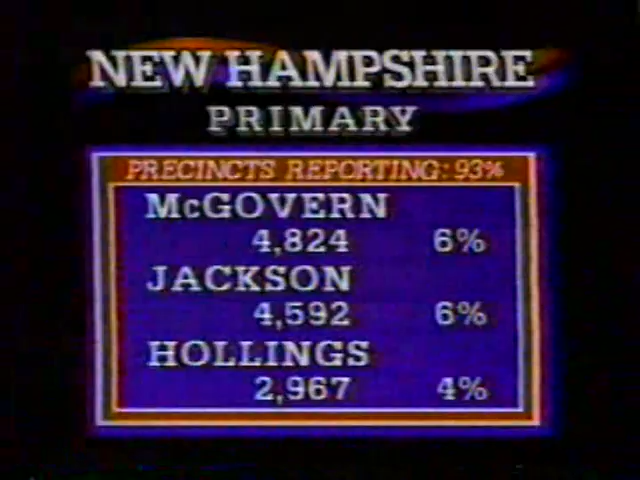 NEW HAMPSHIRE
PRIMARY
PRECINCTS REPORTING: 93%
McGOVERN
4,824 6%
JACKSON
4,592 6%
HOLLINGS
2,967 4%